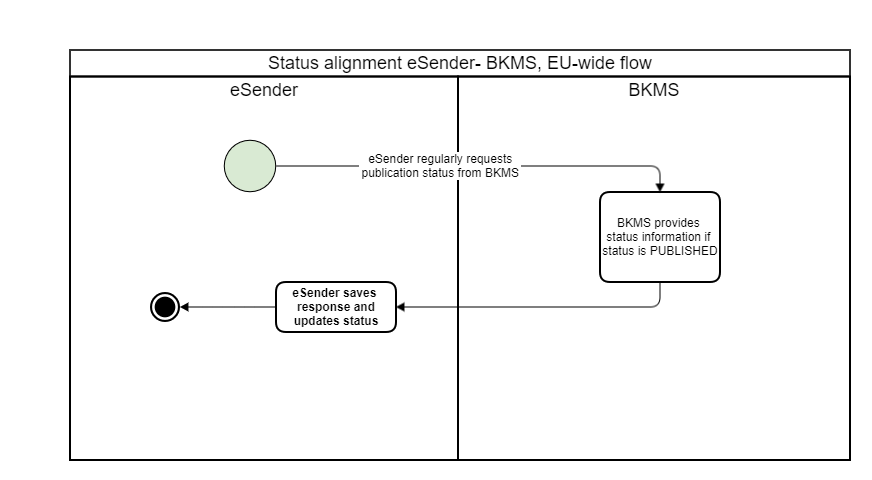 Status alignment eSender- BKMS, EU-wide flow
eSender
BKMS
eSender regularly requests
publication status from BKMS
BKMS provides
status information if
status is PUBLISHED
eSender saves
response and
updates status